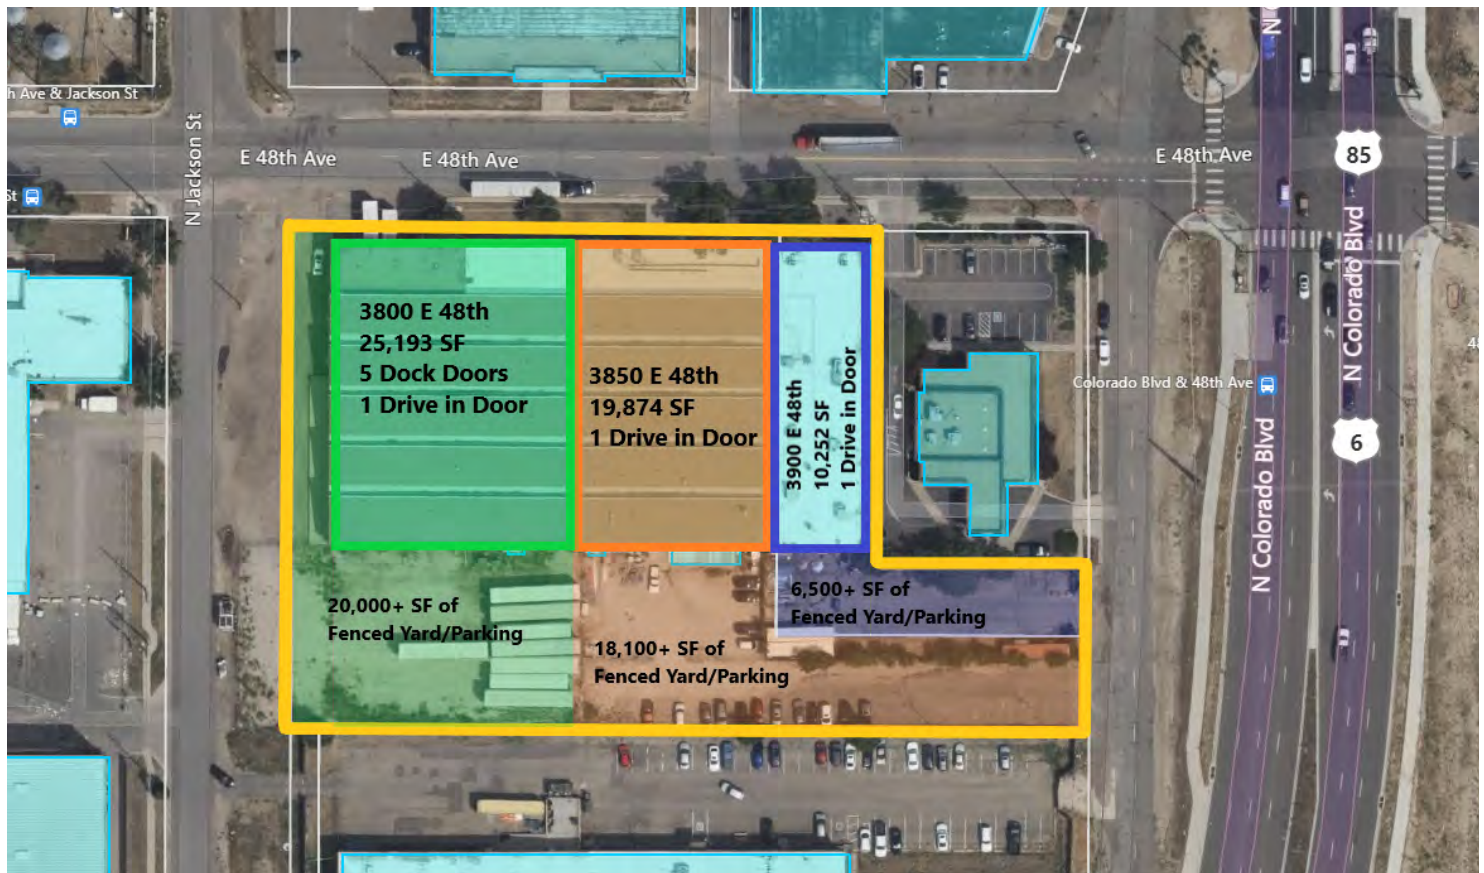 N C
h Ave & Jackson St
N Jackson St
E 48th Ave
E 48th Ave
E 48th Ave
85
St
N Colorado Blvd
3800 E 48th
25,193 SF
5 Dock Doors
1 Drive in Door
3850 E 48th
19,874 SF
1 Drive in Door
3900 E 48th
10,252 SF
1 Drive in Door
48
Colorado Blvd & 48th Ave
6
N Colorado Blvd
20,000+ SF of
Fenced Yard/Parking
18,100+ SF of
Fenced Yard/Parking
6,500+ SF of
Fenced Yard/Parking